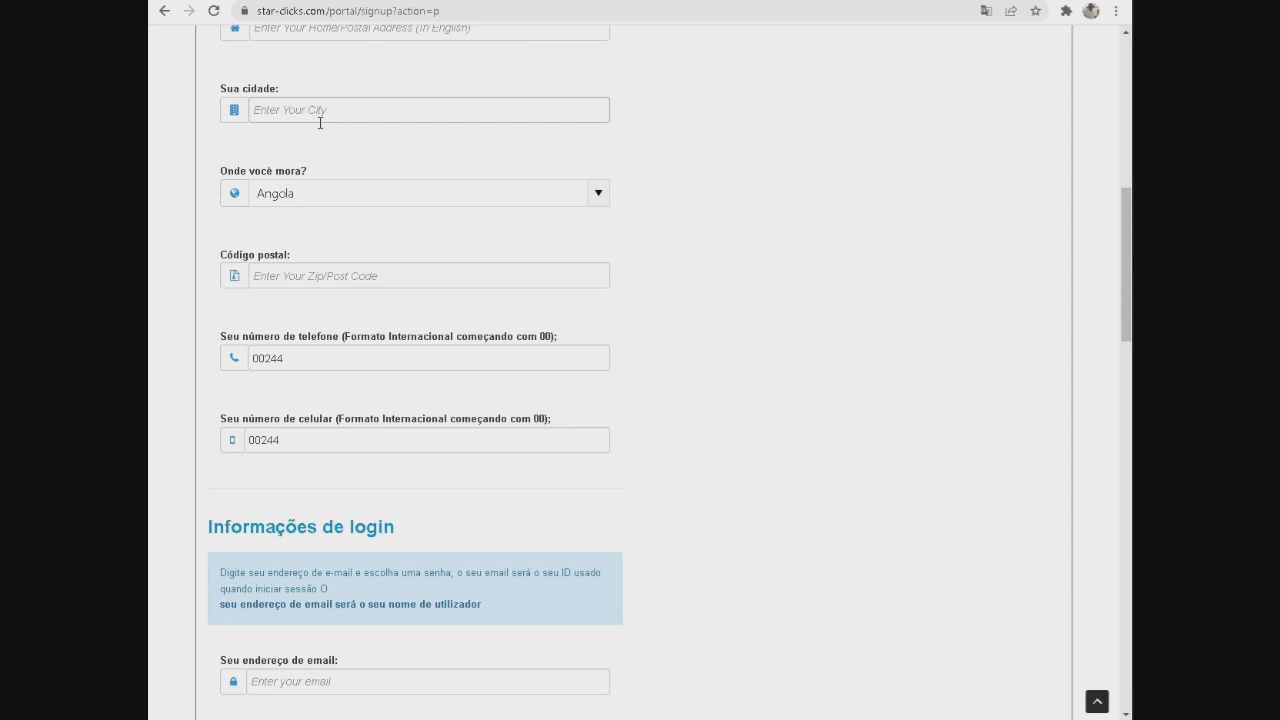 star-clicks.com/portal/signup?action=p
Enter Your Home/Postal Address (In English)
Sua cidade:
Enter Your City
Onde você mora?
Angola
Código postal:
Enter Your Zip/Post Code
Seu número de telefone (Formato Internacional começando com 00);
00244
Seu número de celular (Formato Internacional começando com 00);
00244
Informações de login
Digite seu endereço de e-mail e escolha uma senha; o seu email será o seu ID usado
quando iniciar sessão O
seu endereço de email será o seu nome de utilizador
Seu endereço de email:
Enter your email